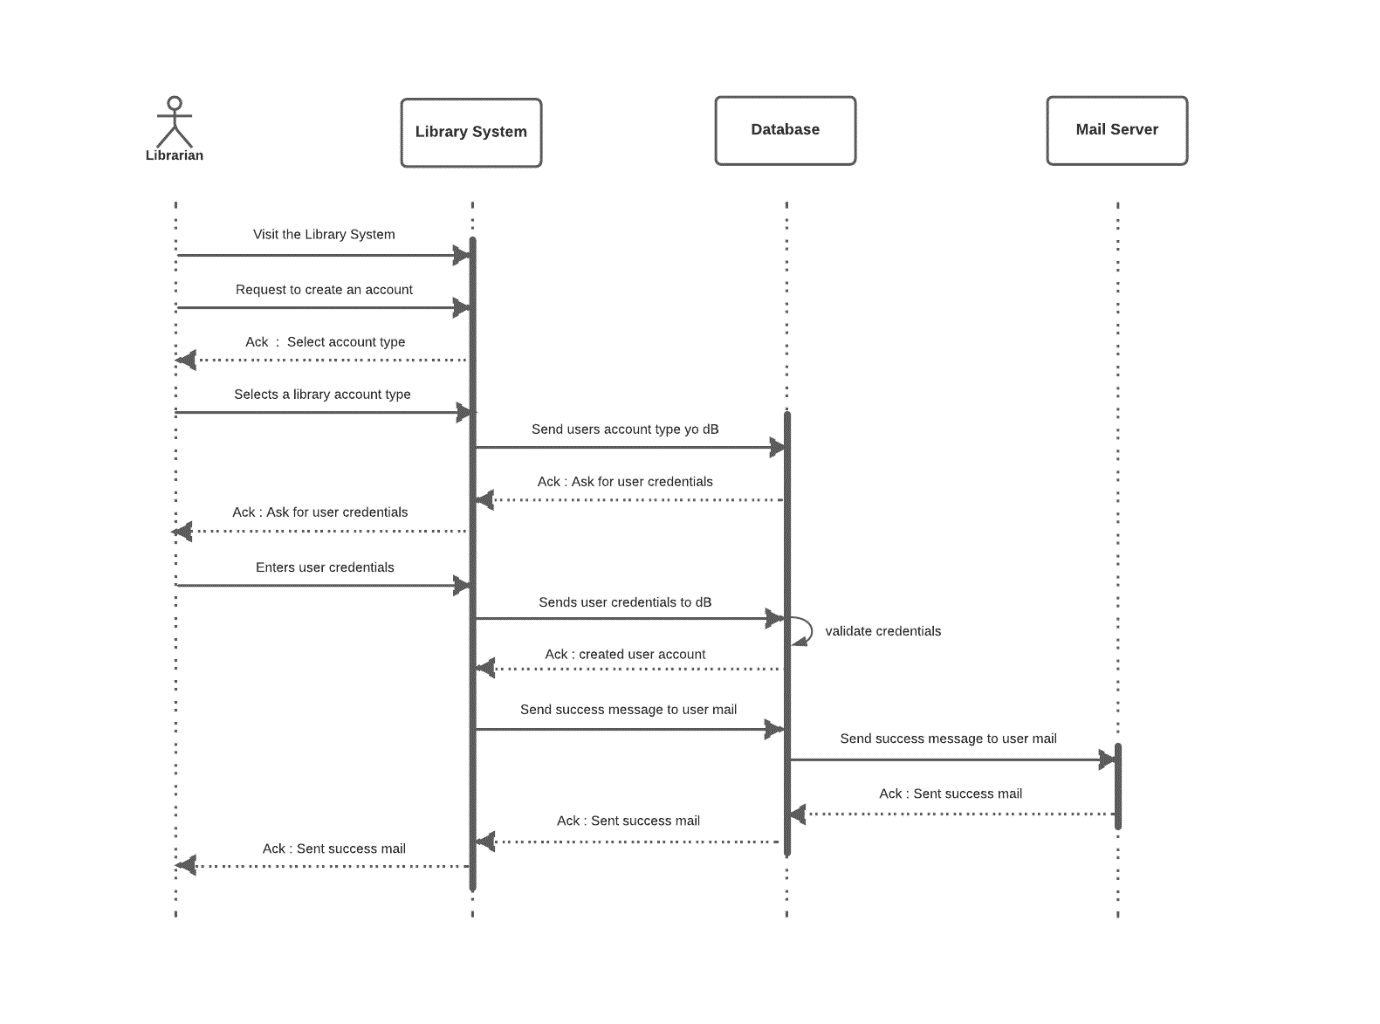 Librarian
Library System
Database
Mail Server
Visit the Library System
Request to create an account
Ack : Select account type
Selects a library account type
Send users account type yo dB
Ack : Ask for user credentials
Ack : Ask for user credentials
Enters user credentials
Sends user credentials to dB
validate credentials
Ack : created user account
Send success message to user mail
Send success message to user mail
Ack : Sent success mail
Ack : Sent success mail
Ack : Sent success mail